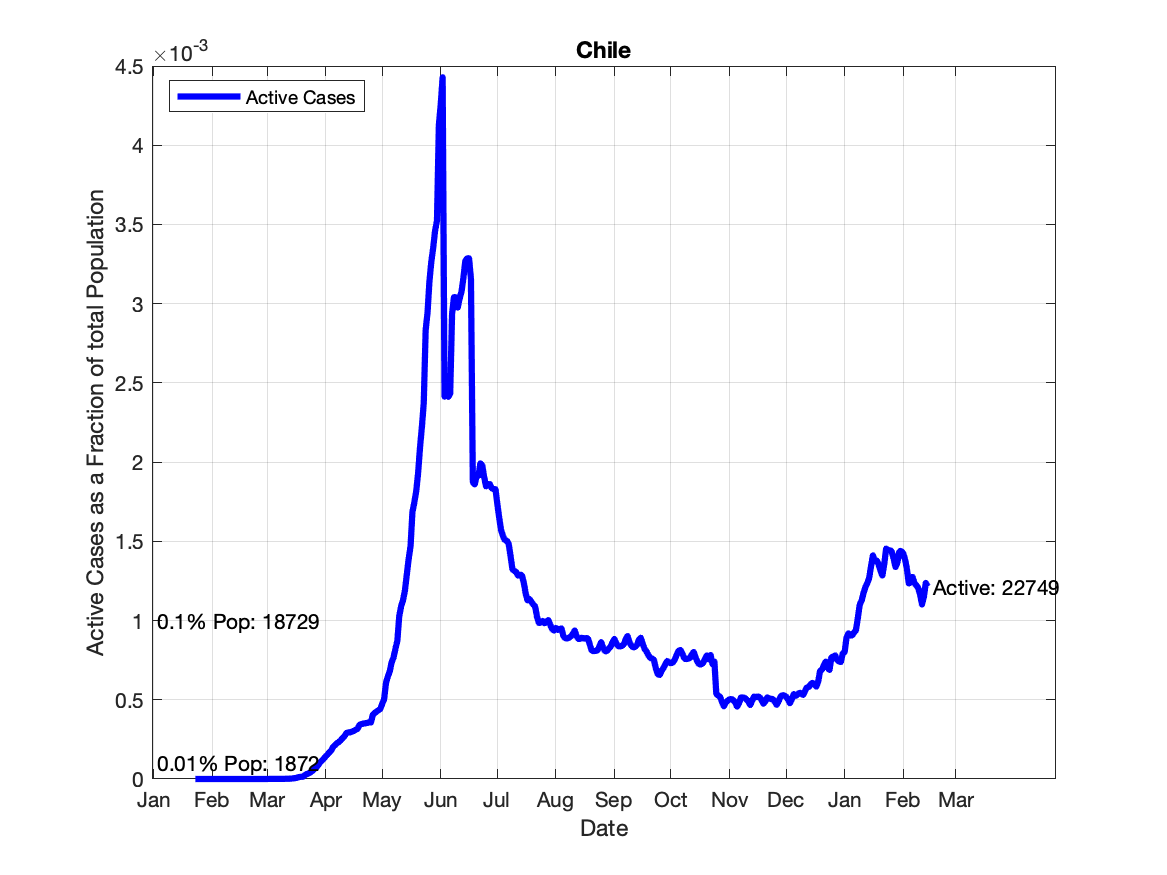 Chile
×10-3
Active Cases
4.5
4
3.5
3
2.5
2
1.5
1
0.5
0
Active Cases as a Fraction of total Population
0.1% Pop: 18729
0.01% Pop: 1872
Active: 22749
Jan Feb Mar Apr May Jun Jul Aug Sep Oct Nov Dec Jan Feb Mar
Date